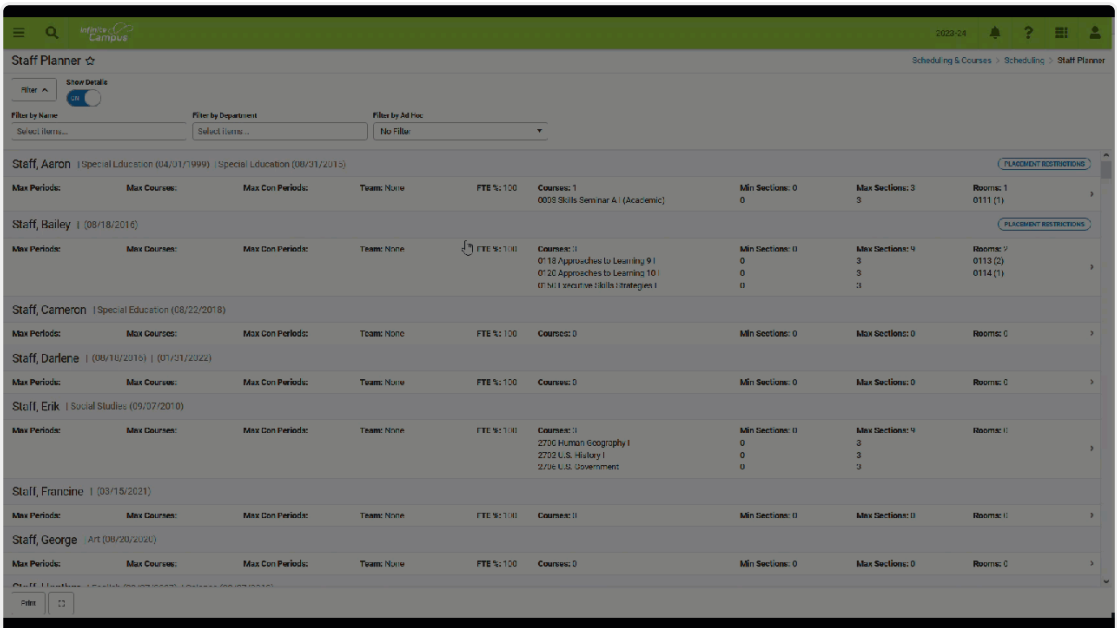 Infinite Campus
2023-24
Staff Planner
Scheduling & Courses > Scheduling > Staff Planner
Filter
Show Details
ON
Filter by Name Filter by Department Filter by Ad Hoc
Select items... Select items... No Filter
Staff, Aaron | Special Education (04/01/1999) | Special Education (08/31/2015) PLACEMENT RESTRICTIONS
Max Periods: Max Courses: Max Con Periods: Team: None FTE %: 100 Courses: 1 Min Sections: 0 Max Sections: 3 Rooms: 1
0003 Skills Seminar A I (Academic) 0 3 0111 (1)
Staff, Bailey | (08/18/2016) PLACEMENT RESTRICTIONS
Max Periods: Max Courses: Max Con Periods: Team: None FTE %: 100 Courses: 3 Min Sections: 0 Max Sections: 9 Rooms: 2
0118 Approaches to Learning 9 I 0 3 0113 (2)
0120 Approaches to Learning 10 I 0 3 0114 (1)
0150 Executive Skills Strategies I 0 3
Staff, Cameron | Special Education (08/22/2018)
Max Periods: Max Courses: Max Con Periods: Team: None FTE %: 100 Courses: 0 Min Sections: 0 Max Sections: 0 Rooms: 0
Staff, Darlene | (08/18/2016) | (01/31/2022)
Max Periods: Max Courses: Max Con Periods: Team: None FTE %: 100 Courses: 0 Min Sections: 0 Max Sections: 0 Rooms: 0
Staff, Erik | Social Studies (09/07/2010)
Max Periods: Max Courses: Max Con Periods: Team: None FTE %: 100 Courses: 3 Min Sections: 0 Max Sections: 9 Rooms: 0
2700 Human Geography I 0 3
2702 U.S. History I 0 3
2706 U.S. Government 0 3
Staff, Francine | (03/15/2021)
Max Periods: Max Courses: Max Con Periods: Team: None FTE %: 100 Courses: 0 Min Sections: 0 Max Sections: 0 Rooms: 0
Staff, George | Art (08/20/2020)
Max Periods: Max Courses: Max Con Periods: Team: None FTE %: 100 Courses: 0 Min Sections: 0 Max Sections: 0 Rooms: 0
Print